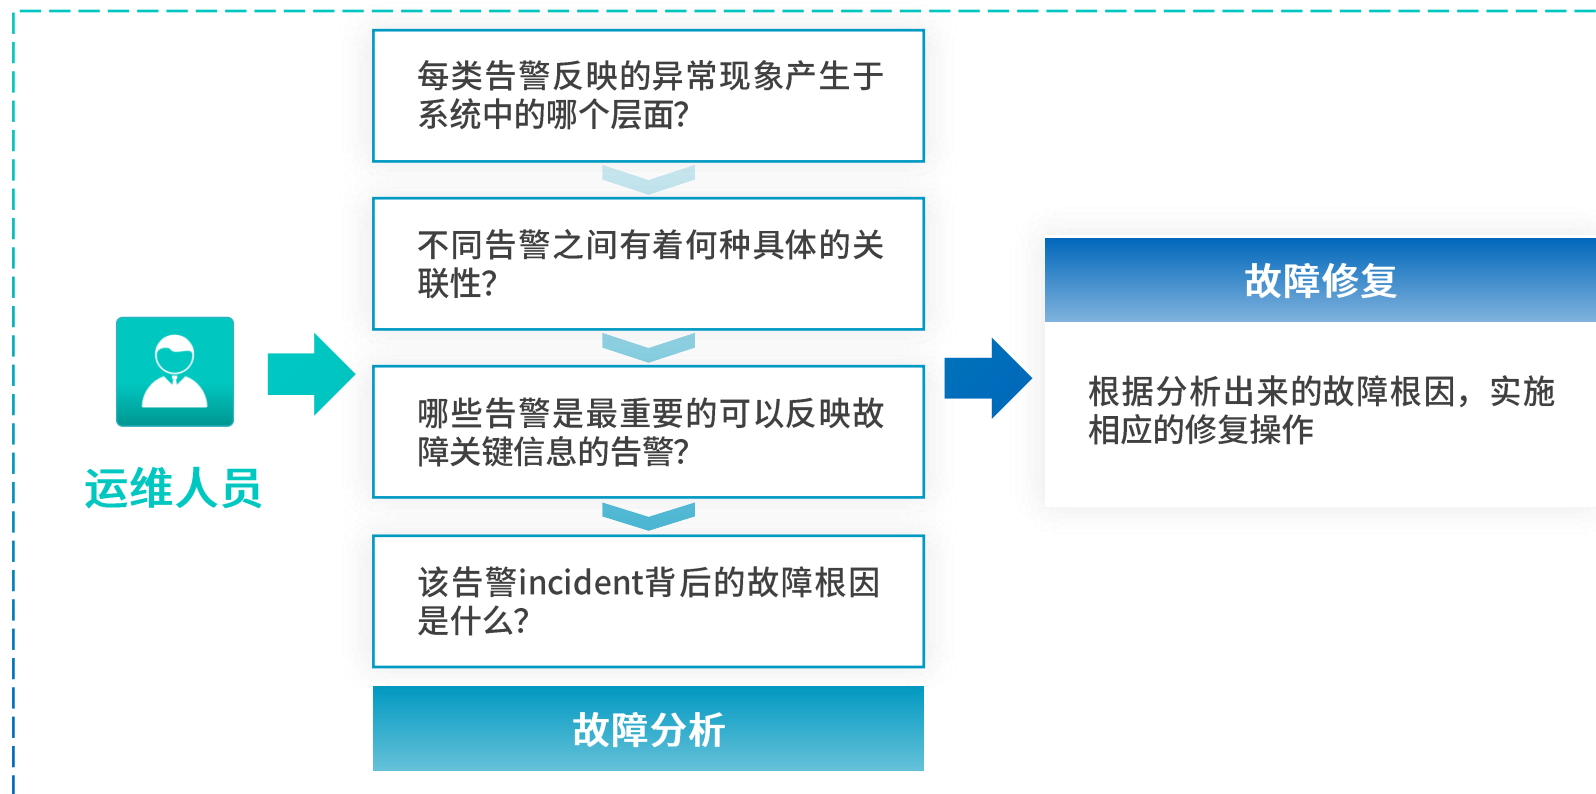 每类告警反映的异常现象产生于
系统中的哪个层面?
不同告警之间有着何种具体的关
联性?
哪些告警是最重要的可以反映故
障关键信息的告警?
该告警incident背后的故障根因
是什么?
故障分析
运维人员
故障修复
根据分析出来的故障根因，实施
相应的修复操作